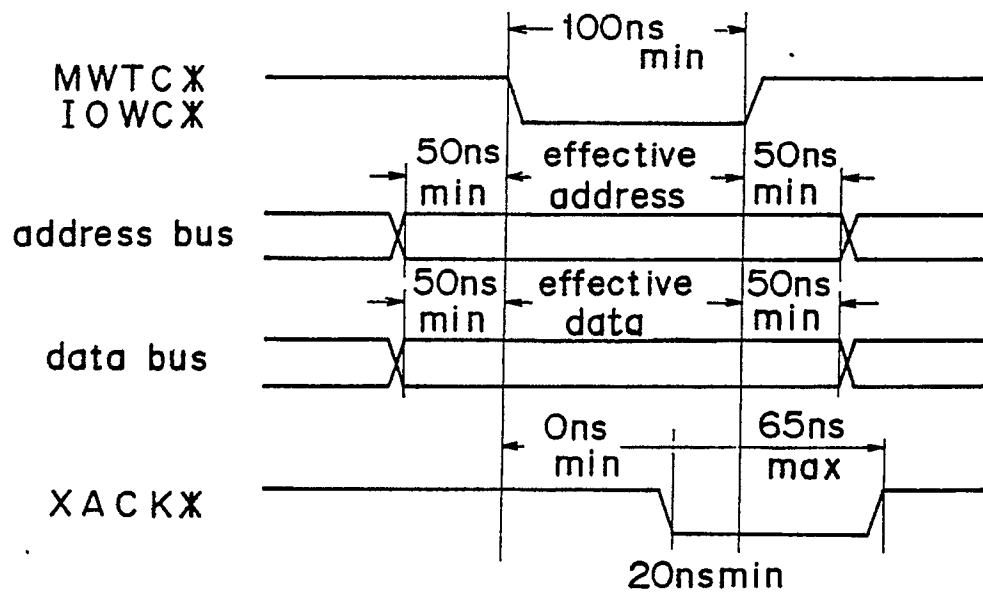 100ns
min
MWTC*
IOWC*
50ns effective 50ns
min address min
address bus
50ns effective 50ns
min data min
data bus
0ns 65ns
min max
XACK*
20nsmin